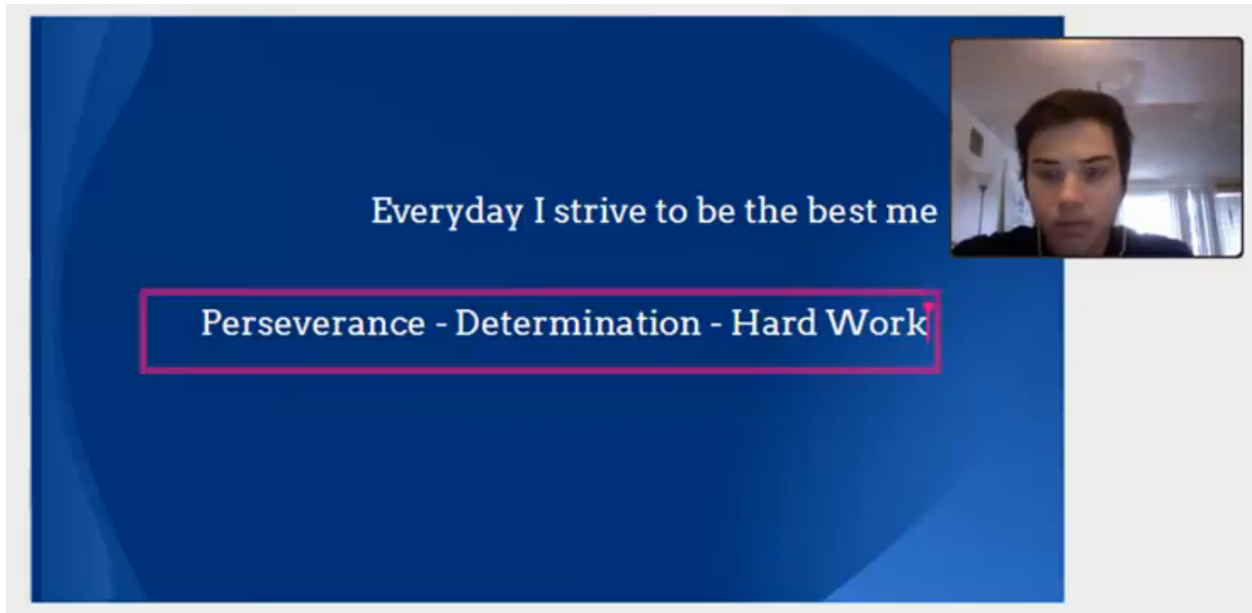 Everyday I strive to be the best me
Perseverance - Determination - Hard Work